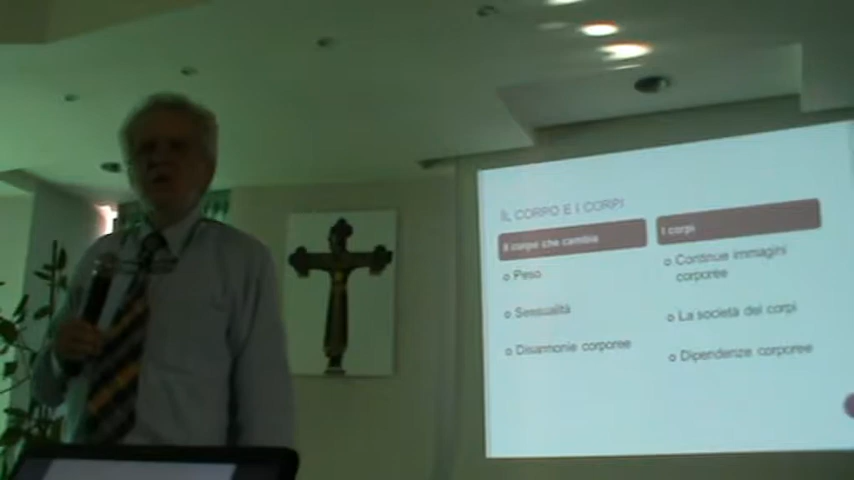 IL CORPO E I CORPI
Il corpo che cambia
Peso
Sessualità
Disarmonie corporee
I corpi
Continue immagini
corporee
La società dei corpi
Dipendenze corporee